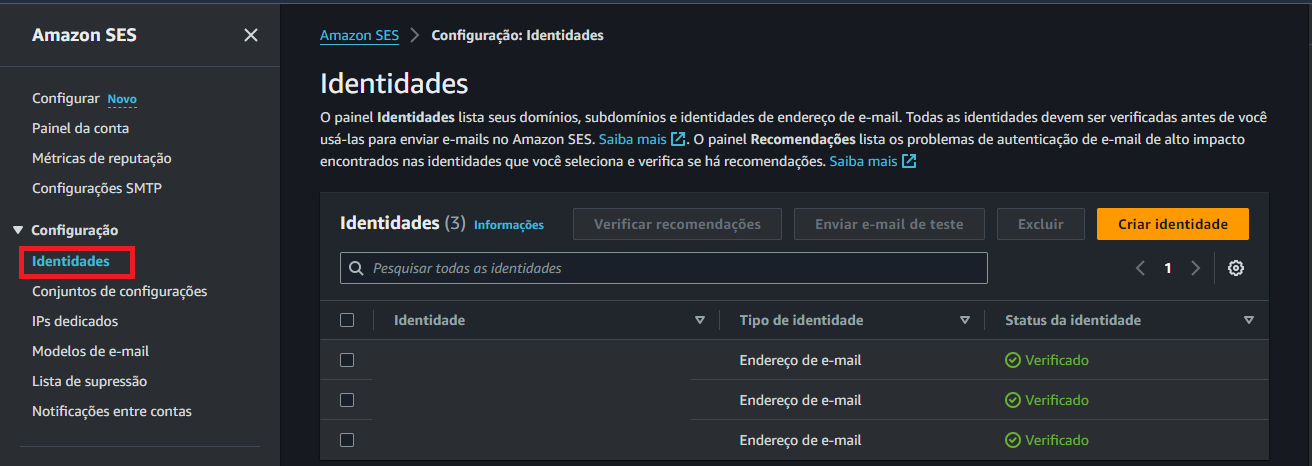 Amazon SES
Configurar Novo
Painel da conta
Métricas de reputação
Configurações SMTP
Configuração
Identidades
Conjuntos de configurações
IPs dedicados
Modelos de e-mail
Lista de supressão
Notificações entre contas
Amazon SES > Configuração: Identidades
Identidades
O painel Identidades lista seus domínios, subdomínios e identidades de endereço de e-mail. Todas as identidades devem ser verificadas antes de você
usá-las para enviar e-mails no Amazon SES. Saiba mais. O painel Recomendações lista os problemas de autenticação de e-mail de alto impacto
encontrados nas identidades que você seleciona e verifica se há recomendações. Saiba mais
Identidades (3) Informações Verificar recomendações Enviar e-mail de teste Excluir Criar identidade
Pesquisar todas as identidades 1
Identidade Tipo de identidade Status da identidade
Endereço de e-mail Verificado
Endereço de e-mail Verificado
Endereço de e-mail Verificado